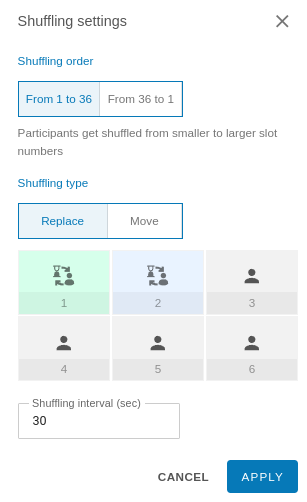 Shuffling settings
Shuffling order
From 1 to 36
From 36 to 1
Participants get shuffled from smaller to larger slot
numbers
Shuffling type
Replace
Move
1
2
3
4
5
6
Shuffling interval (sec)
30
CANCEL
APPLY